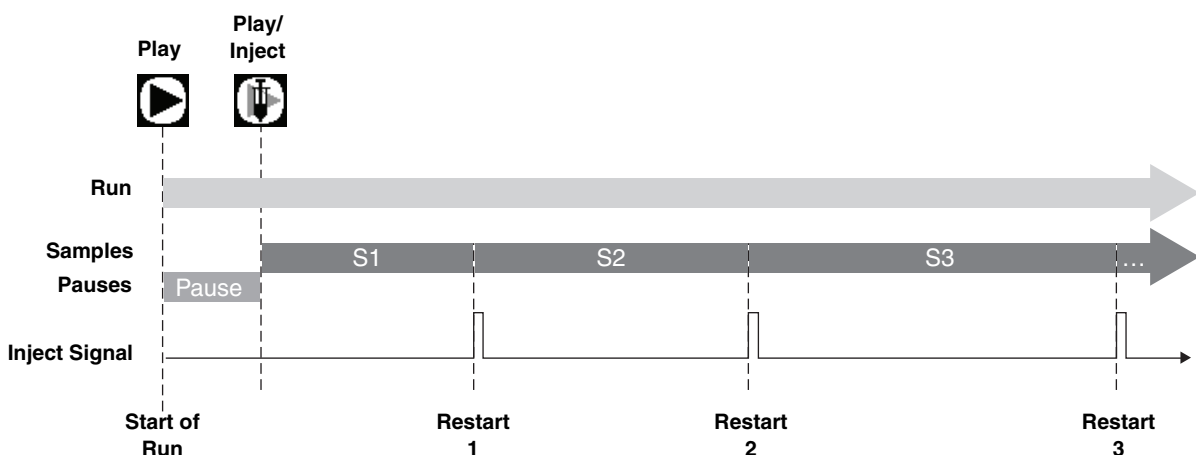 Play
Play/
Inject
Run
Samples
S1
S2
S3
...
Pauses
Pause
Inject Signal
Start of
Run
Restart
1
Restart
2
Restart
3